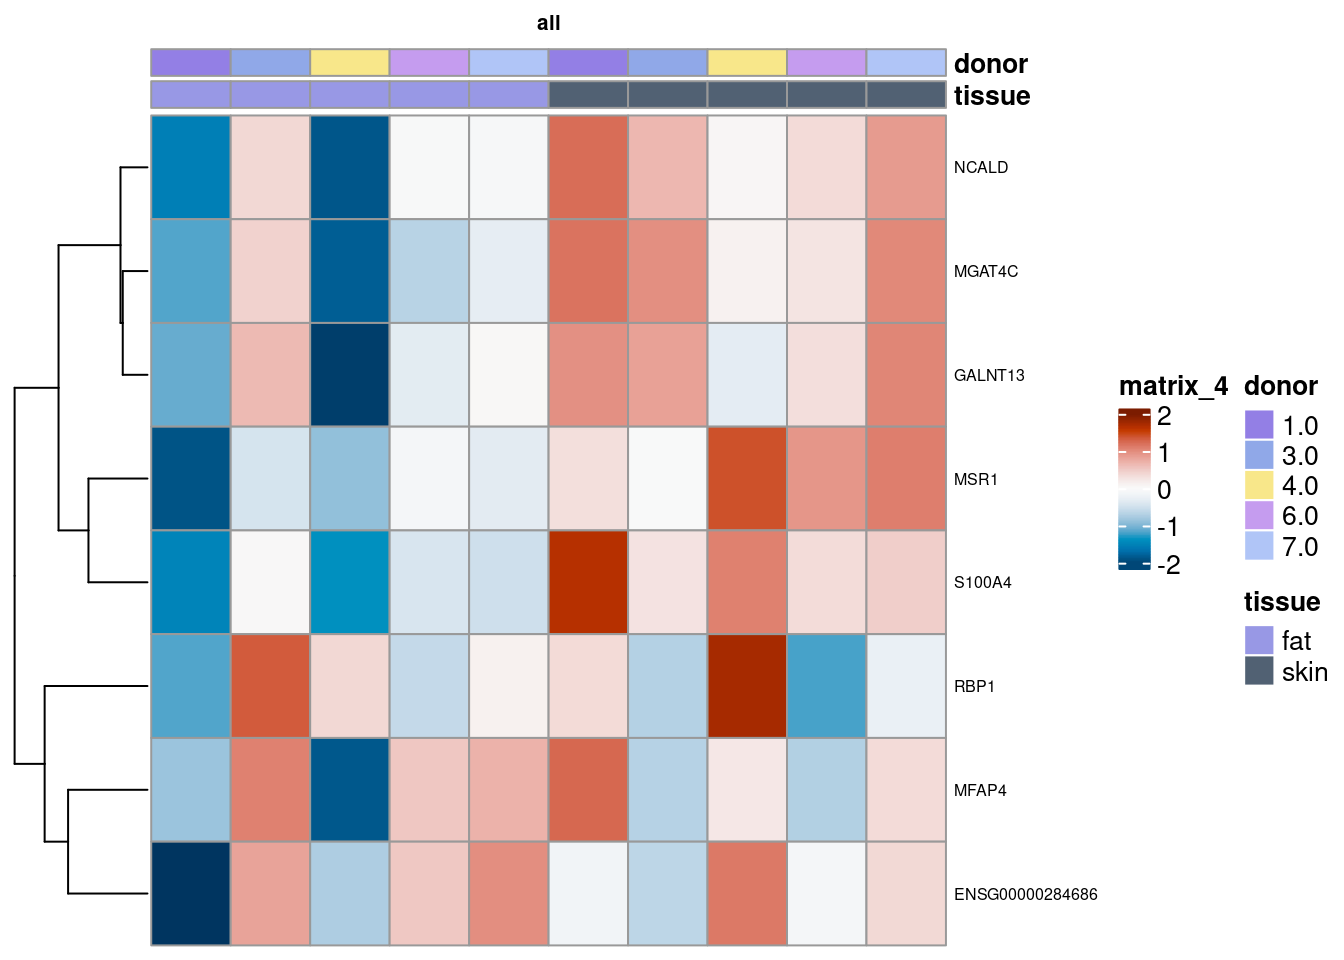 all
donor
tissue
NCALD
MGAT4C
GALNT13
MSR1
S100A4
RBP1
MFAP4
ENSG00000284686
matrix_4
2
1
0
-1
-2
donor
1.0
3.0
4.0
6.0
7.0
tissue
fat
skin